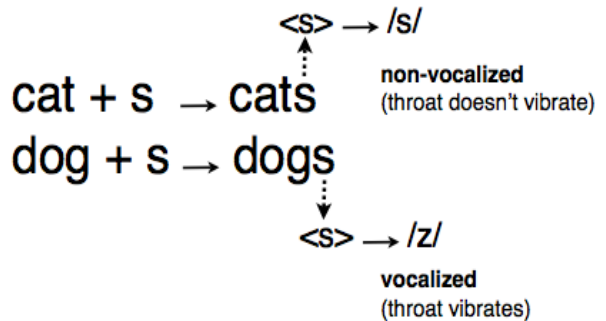 <s> → /s/
non-vocalized
(throat doesn't vibrate)
cat + s → cats
dog + s → dogs
<s> → /z/
vocalized
(throat vibrates)